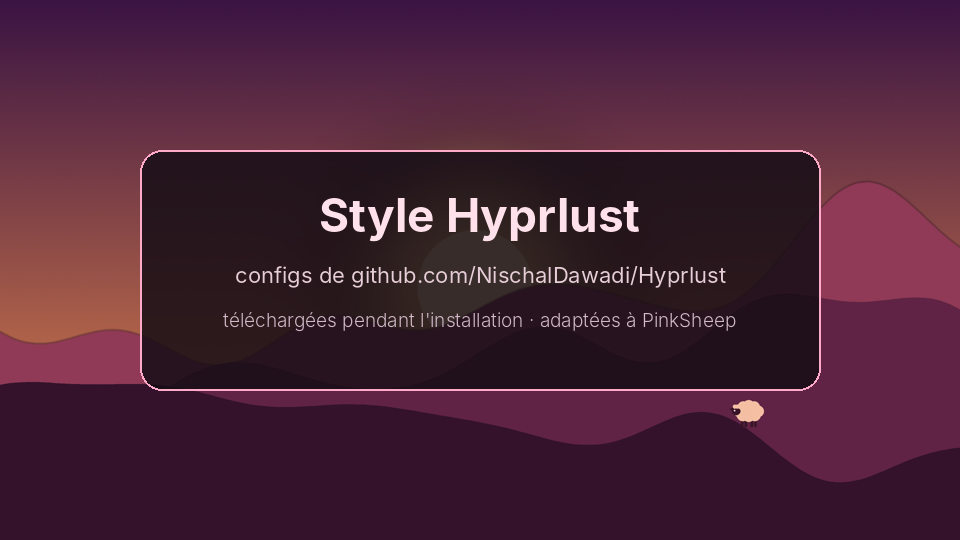 Style Hyprlust
configs de github.com/NischalDawadi/Hyprlust
téléchargées pendant l'installation · adaptées à PinkSheep